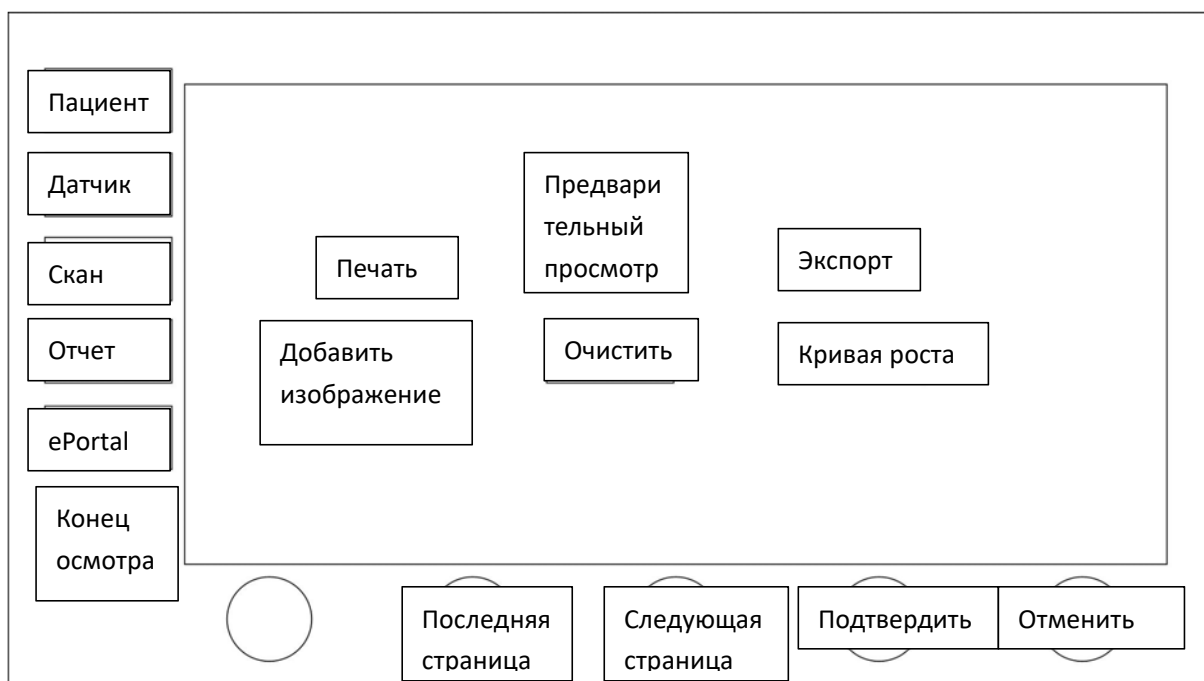 Пациент
Датчик
Скан
Отчет
ePortal
Конец
осмотра
Печать
Предвари
тельный
просмотр
Экспорт
Добавить
изображение
Очистить
Кривая роста
Последняя
страница
Следующая
страница
Подтвердить
Отменить